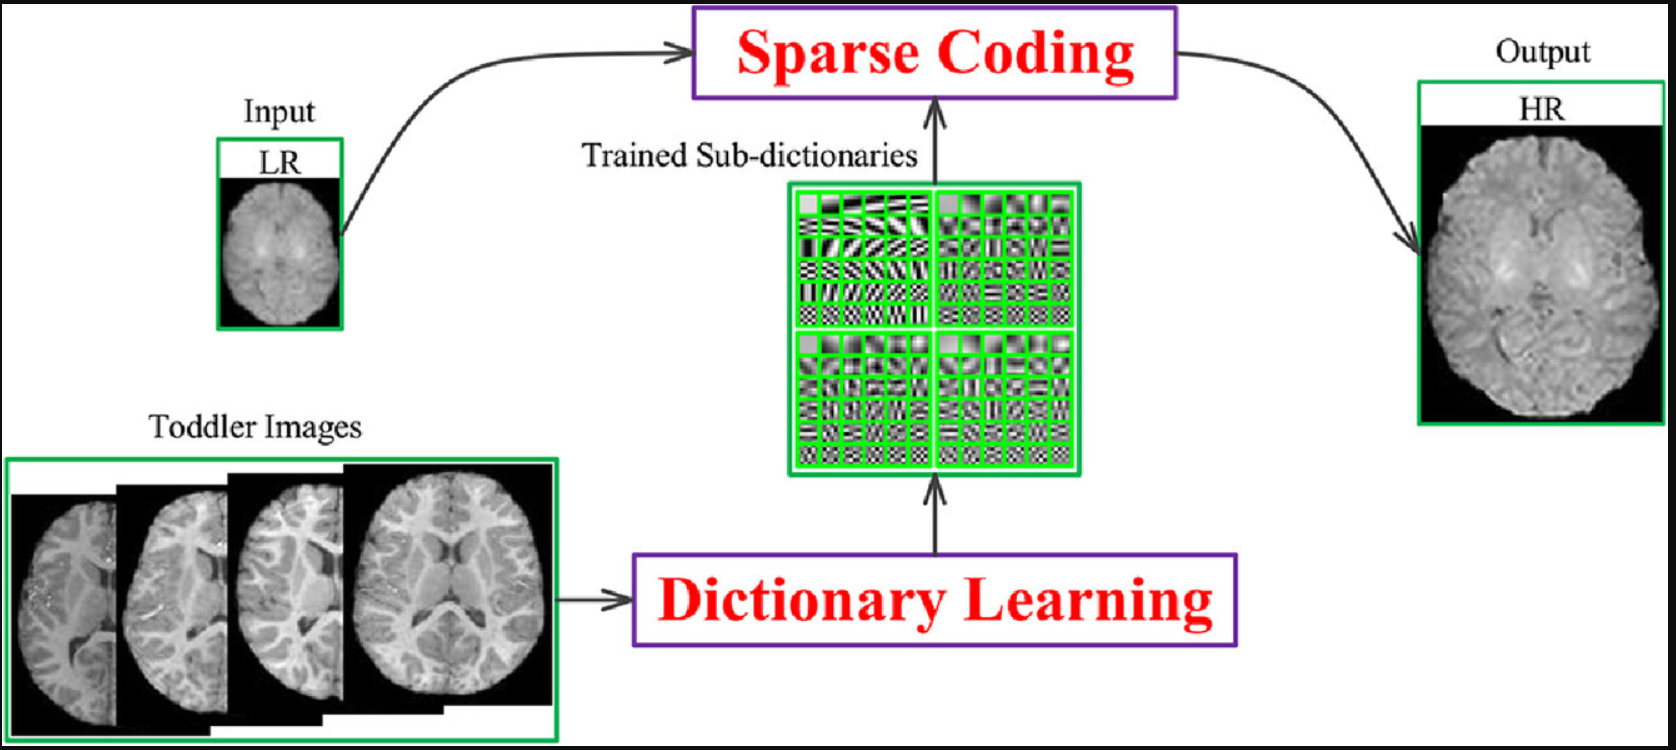 Sparse Coding
Output
HR
Input
LR
Trained Sub-dictionaries
Toddler Images
Dictionary Learning